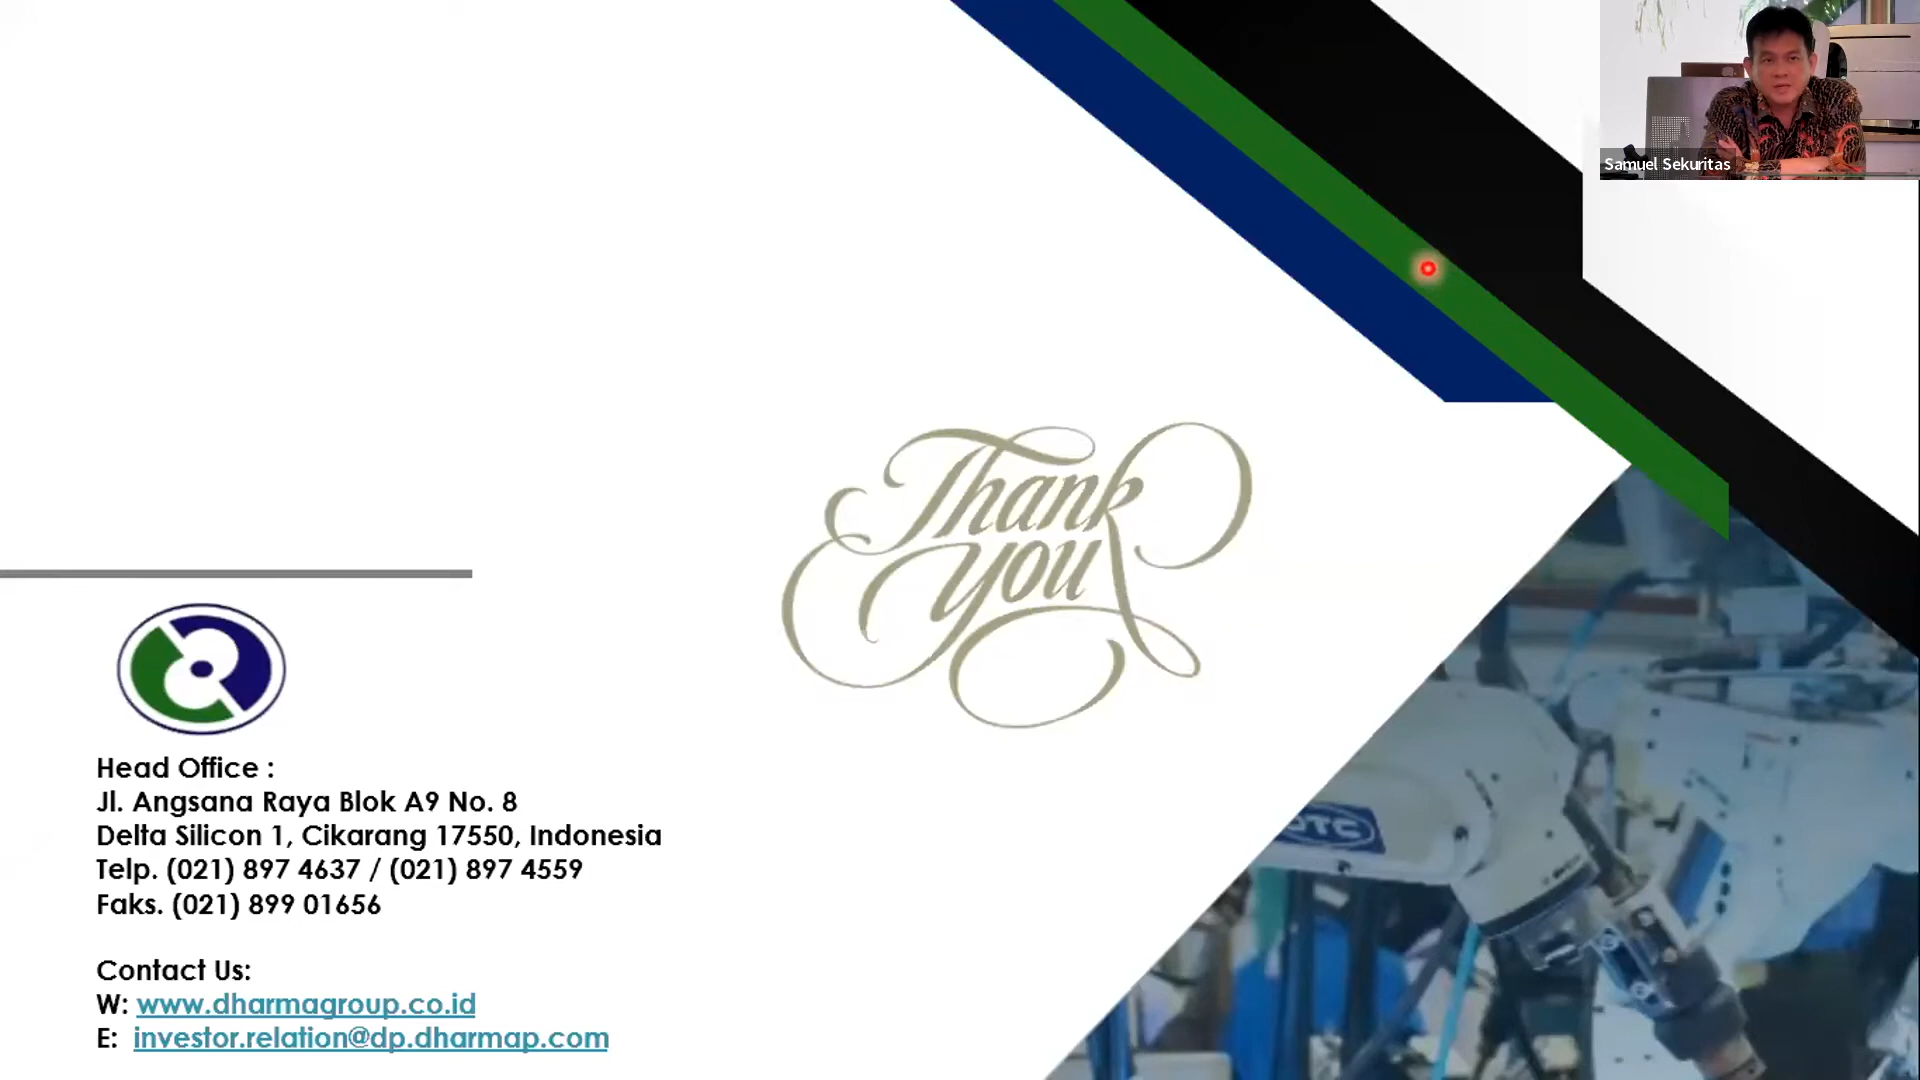 Samuel Sekuritas
Thank
you
Head Office :
Jl. Angsana Raya Blok A9 No. 8
Delta Silicon 1, Cikarang 17550, Indonesia
Telp. (021) 897 4637 / (021) 897 4559
Faks. (021) 899 01656
OTC
Contact Us:
W: www.dharmagroup.co.id
E: investor.relation@dp.dharmap.com